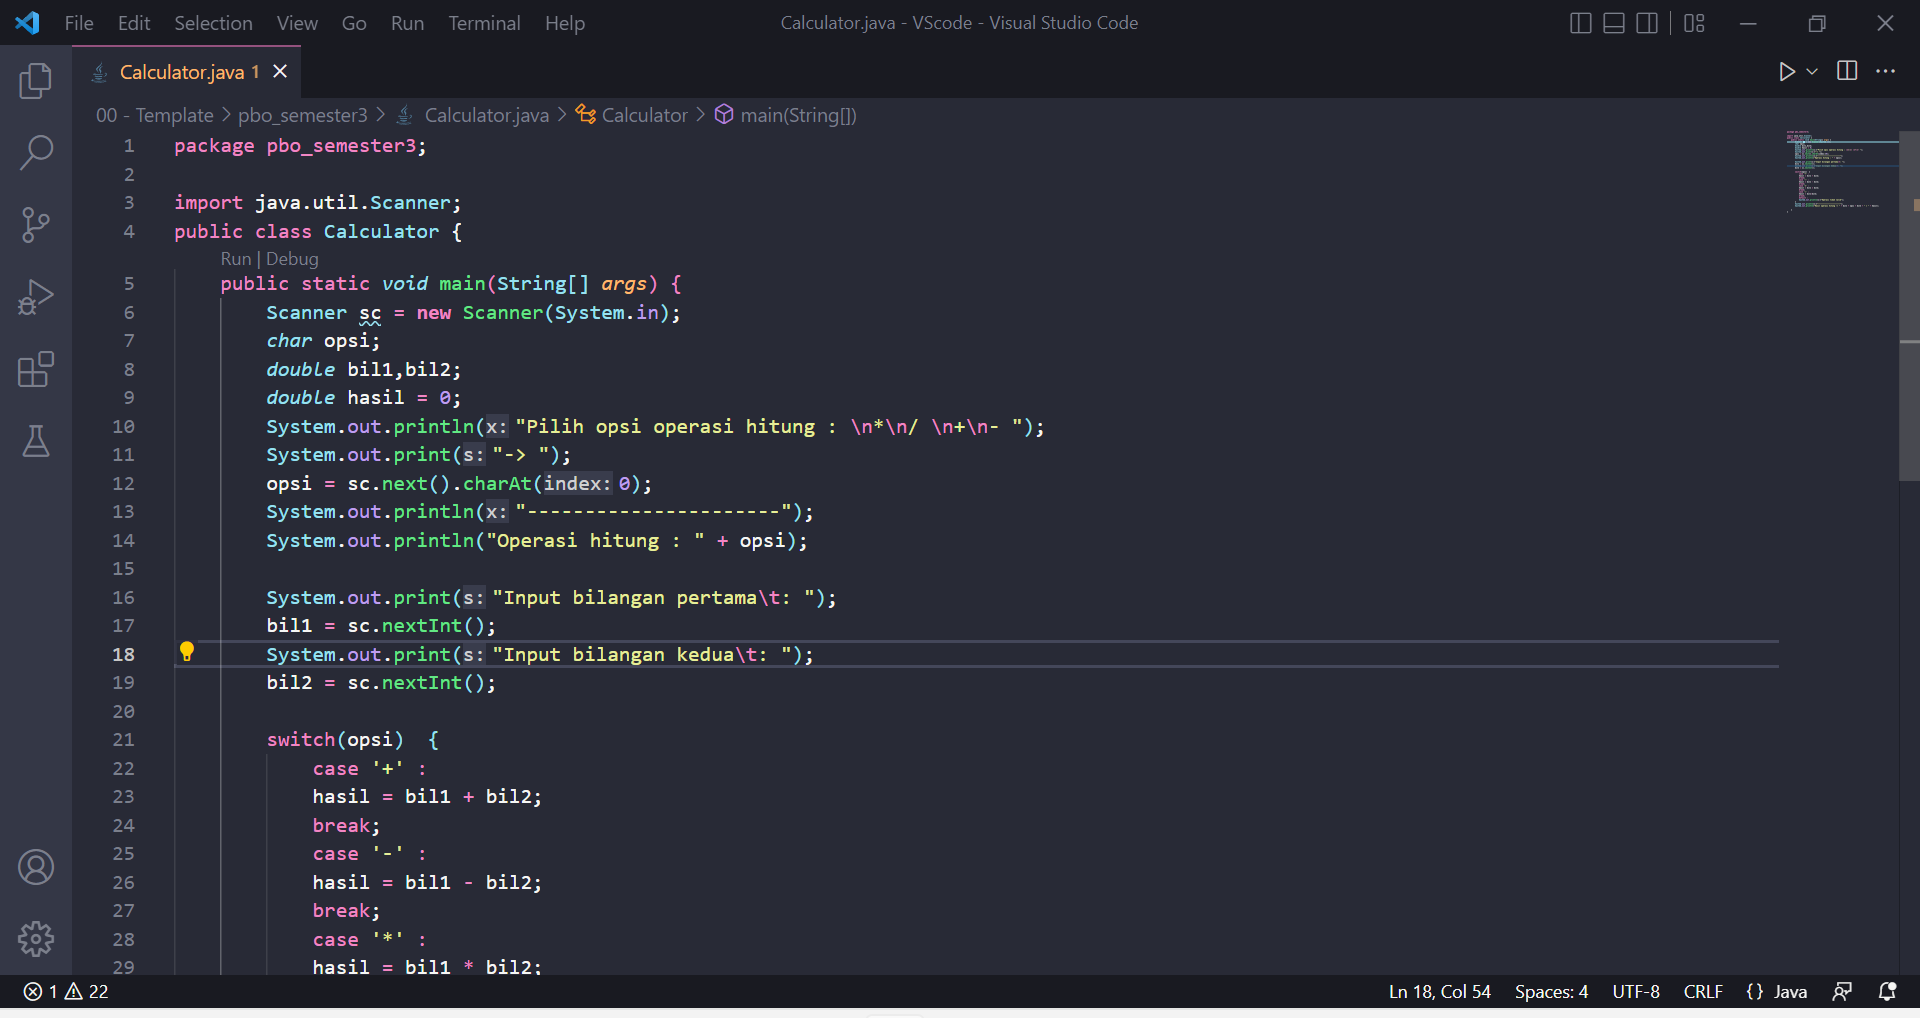 File Edit Selection View Go Run Terminal Help Calculator.java - VScode - Visual Studio Code
Calculator.java 1
00 - Template > pbo_semester3 > Calculator.java > Calculator > main(String[])
1 package pbo_semester3;
2
3 import java.util.Scanner;
4 public class Calculator {
Run | Debug
5 public static void main(String[] args) {
6 Scanner sc = new Scanner(System.in);
7 char opsi;
8 double bil1,bil2;
9 double hasil = 0;
10 System.out.println(x: "Pilih opsi operasi hitung : \n*\n/ \n+\n- ");
11 System.out.print(s: "-> ");
12 opsi = sc.next().charAt(index: 0);
13 System.out.println(x: "----------------------");
14 System.out.println("Operasi hitung : " + opsi);
15
16 System.out.print(s: "Input bilangan pertama\t: ");
17 bil1 = sc.nextInt();
18 System.out.print(s: "Input bilangan kedua\t: ");
19 bil2 = sc.nextInt();
20
21 switch(opsi)  {
22 case '+' :
23 hasil = bil1 + bil2;
24 break;
25 case '-' :
26 hasil = bil1 - bil2;
27 break;
28 case '*' :
29 hasil = bil1 * bil2;
1 22 Ln 18, Col 54 Spaces: 4 UTF-8 CRLF {} Java